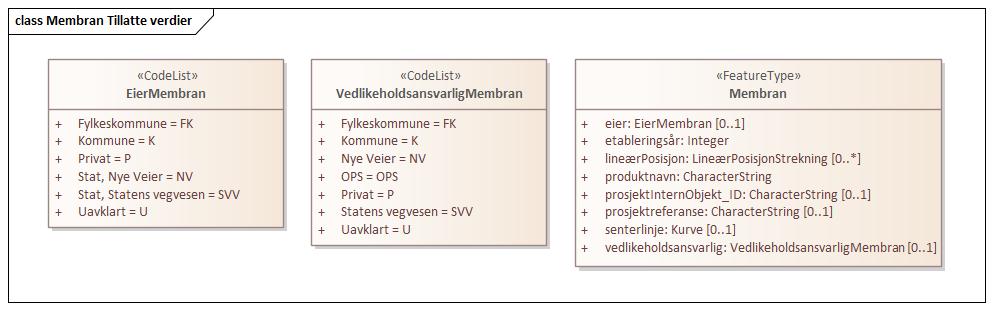 class Membran Tillatte verdier
«CodeList»
EierMembran
+ Fylkeskommune = FK
+ Kommune = K
+ Privat = P
+ Stat, Nye Veier = NV
+ Stat, Statens vegvesen = SVV
+ Uavklart = U
«CodeList»
VedlikeholdsansvarligMembran
+ Fylkeskommune = FK
+ Kommune = K
+ Nye Veier = NV
+ OPS = OPS
+ Privat = P
+ Statens vegvesen = SVV
+ Uavklart = U
«FeatureType»
Membran
+ eier: EierMembran [0..1]
+ etableringsår: Integer
+ lineærPosisjon: LineærPosisjonStrekning [0..*]
+ produktnavn: CharacterString
+ prosjektInternObjekt_ID: CharacterString [0..1]
+ prosjektreferanse: CharacterString [0..1]
+ senterlinje: Kurve [0..1]
+ vedlikeholdsansvarlig: VedlikeholdsansvarligMembran [0..1]